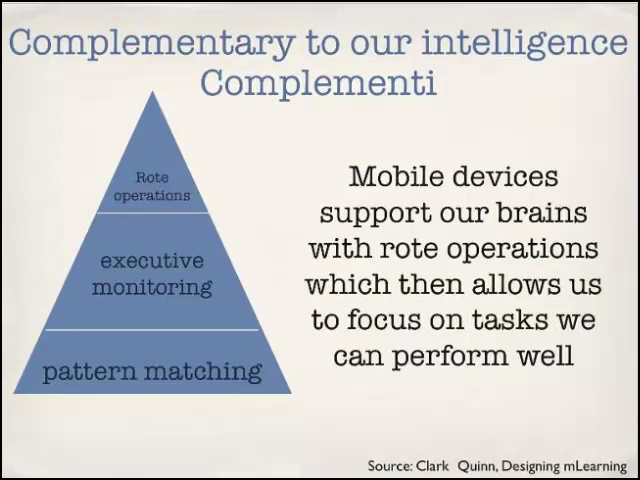 Complementary to our intelligence
Complementi
Rote
operations
executive
monitoring
pattern matching
Mobile devices
support our brains
with rote operations
which then allows us
to focus on tasks we
can perform well
Source: Clark Quinn, Designing mLearning